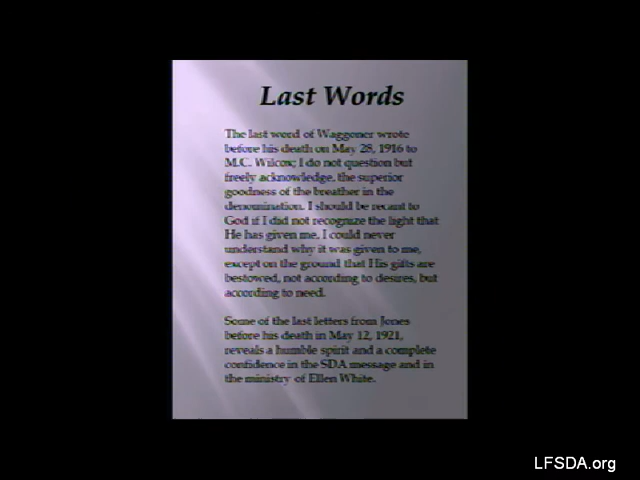 Last Words
The last word of Waggoner wrote
before his death on May 28, 1916 to
M.C. Wilcox; I do not question but
freely acknowledge, the superior
goodness of the breather in the
denomination. I should be recant to
God if I did not recognize the light that
He has given me. I could never
understand why it was given to me,
except on the ground that His gifts are
bestowed, not according to desires, but
according to need.
Some of the last letters from Jones
before his death in May 12, 1921,
reveals a humble spirit and a complete
confidence in the SDA message and in
the ministry of Ellen White.
LFSDA.org